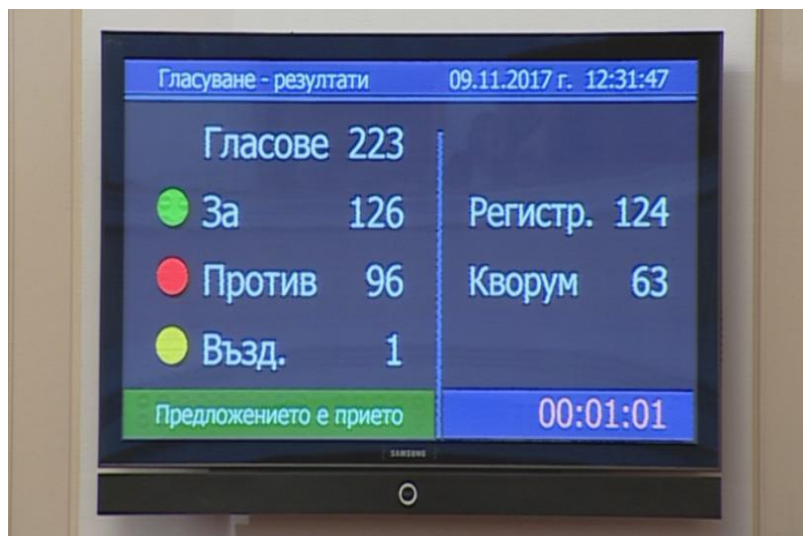 Гласуване - резултати 09.11.2017 г. 12:31:47
Гласове 223
За 126
Против 96
Възд. 1
Предложението е прието
Регистр. 124
Кворум 63
00:01:01
SAMSUNG